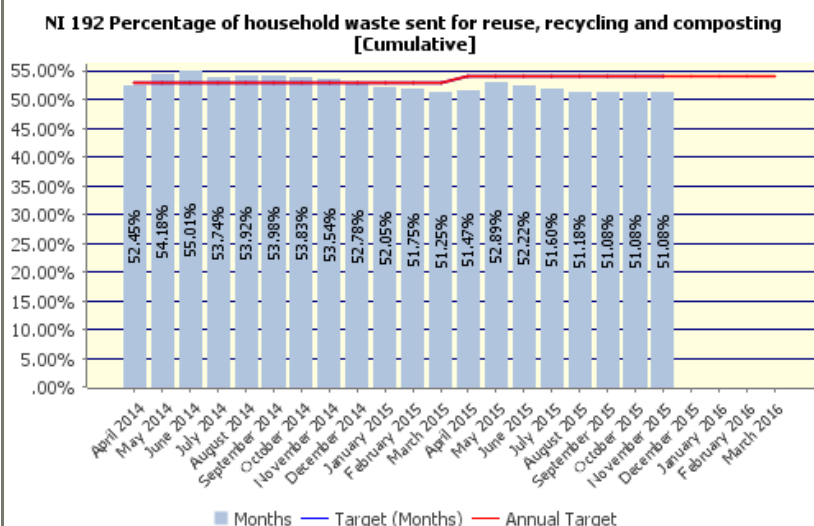 NI 192 Percentage of household waste sent for reuse, recycling and composting
[Cumulative]
55.00%
50.00%
45.00%
40.00%
35.00%
30.00%
25.00%
20.00%
15.00%
10.00%
5.00%
.00%
52.45%
54.18%
55.01%
53.74%
53.92%
53.98%
53.83%
53.54%
52.78%
52.05%
51.75%
51.25%
51.47%
52.89%
52.22%
51.60%
51.18%
51.08%
51.08%
51.08%
April 2014
May 2014
June 2014
July 2014
August 2014
September 2014
October 2014
November 2014
December 2014
January 2015
February 2015
March 2015
April 2015
May 2015
June 2015
July 2015
August 2015
September 2015
October 2015
November 2015
December 2015
January 2016
February 2016
March 2016
Months Target (Months) Annual Target